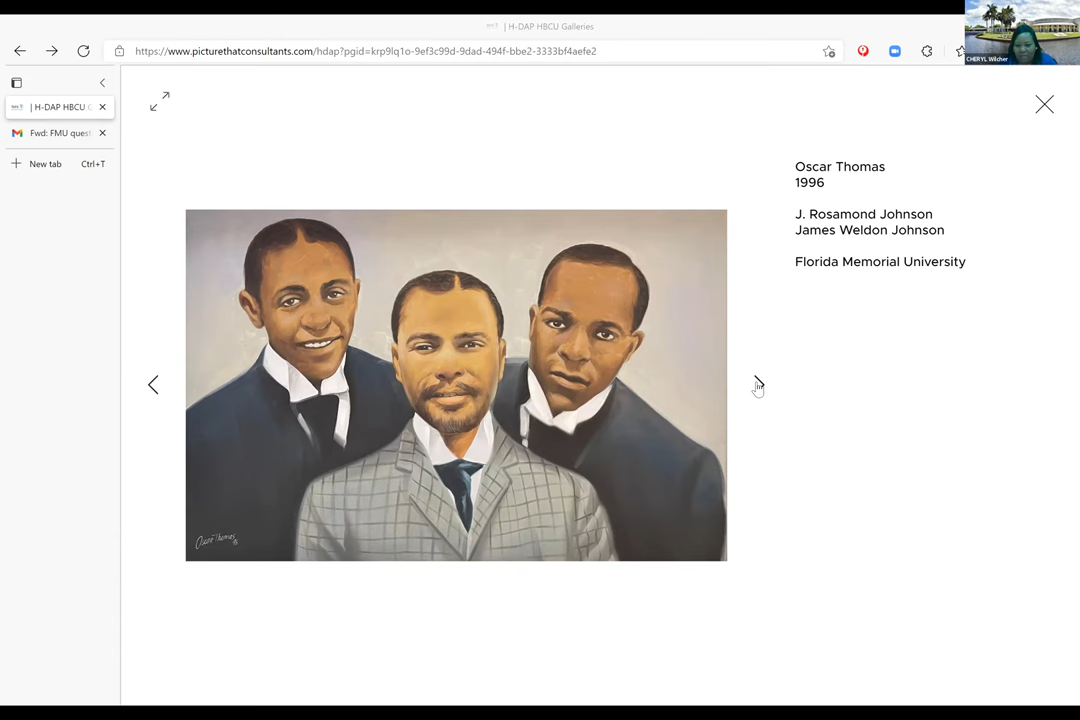 | H-DAP HBCU Galleries
https://www.picturethatconsultants.com/hdap?pgid=krp9lq1o-9ef3c99d-9dad-494f-bbe2-3333bf4aefe2
CHERYL Wilcher
| H-DAP HBCU G
Fwd: FMU quest
New tab Ctrl+T
Oscar Thomas
1996
J. Rosamond Johnson
James Weldon Johnson
Florida Memorial University
Oscar Thomas